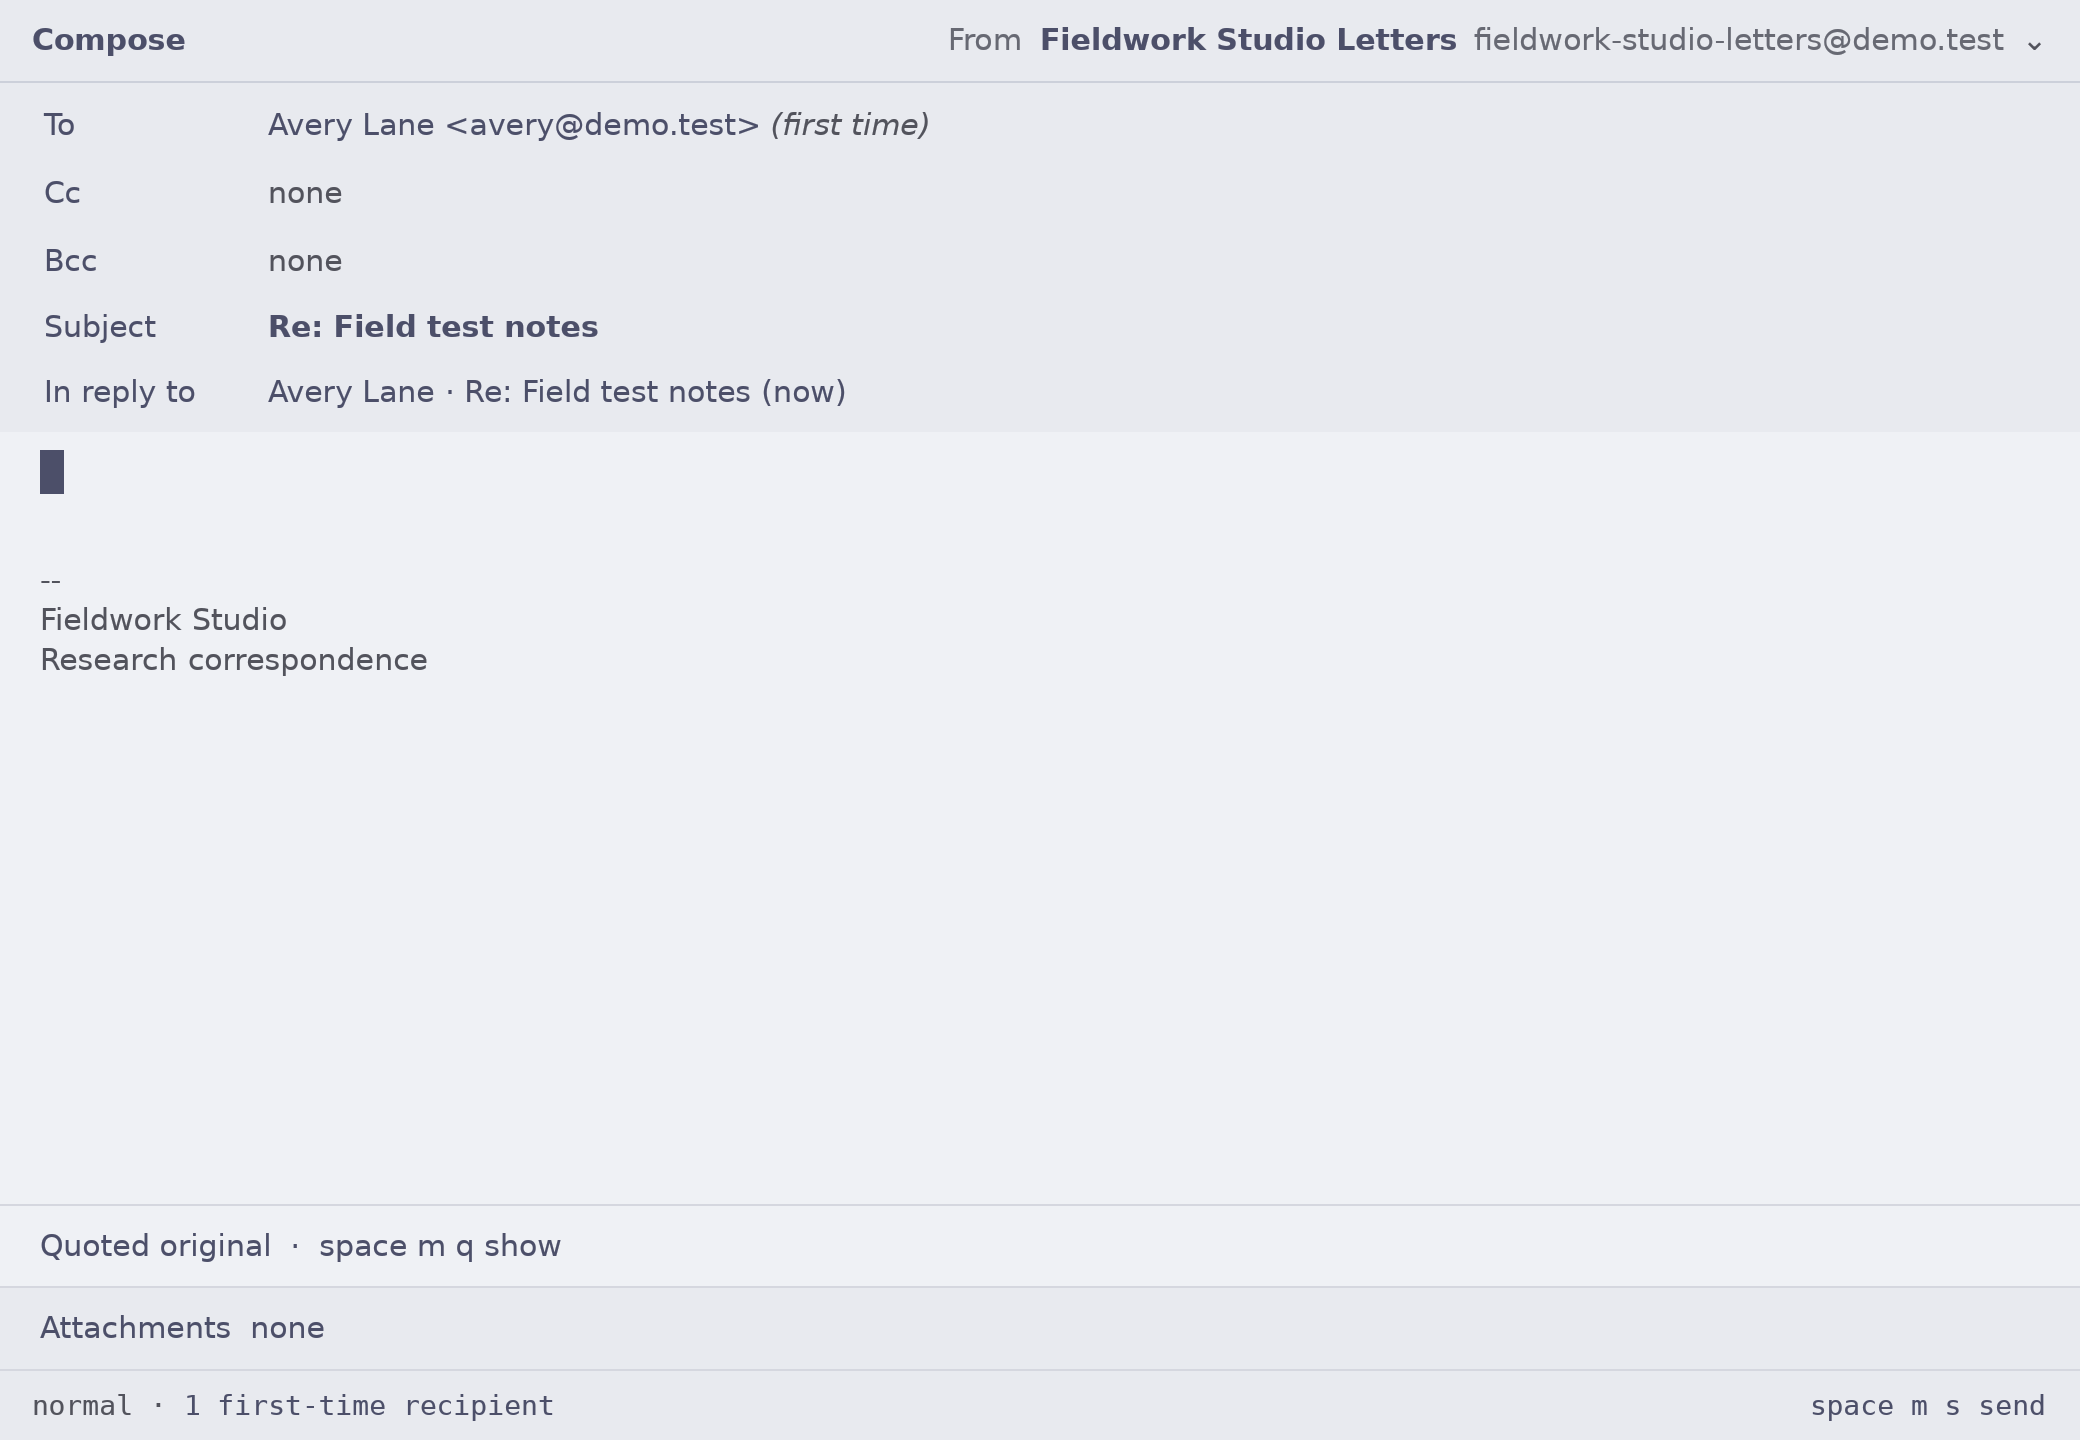 Compose
From Fieldwork Studio Letters fieldwork-studio-letters@demo.test ⌄
To Avery Lane <avery@demo.test> (first time)
Cc none
Bcc none
Subject Re: Field test notes
In reply to Avery Lane · Re: Field test notes (now)
--
Fieldwork Studio
Research correspondence
Quoted original · space m q show
Attachments none
normal · 1 first-time recipient
space m s send